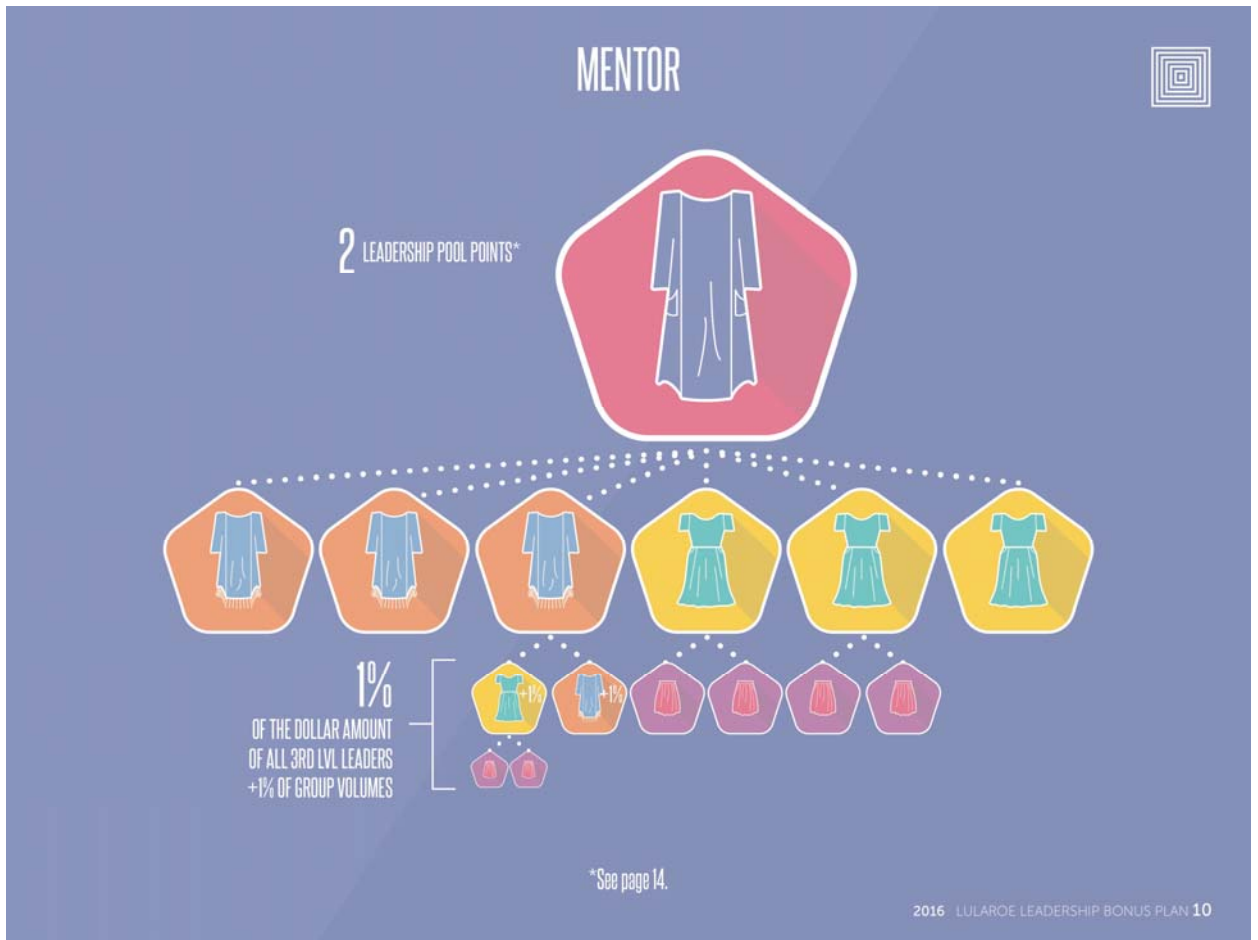 MENTOR
2 LEADERSHIP POOL POINTS*
+1%
+1%
1%
OF THE DOLLAR AMOUNT
OF ALL 3RD LVL LEADERS
+1% OF GROUP VOLUMES
*See page 14.
2016 LULAROE LEADERSHIP BONUS PLAN 10